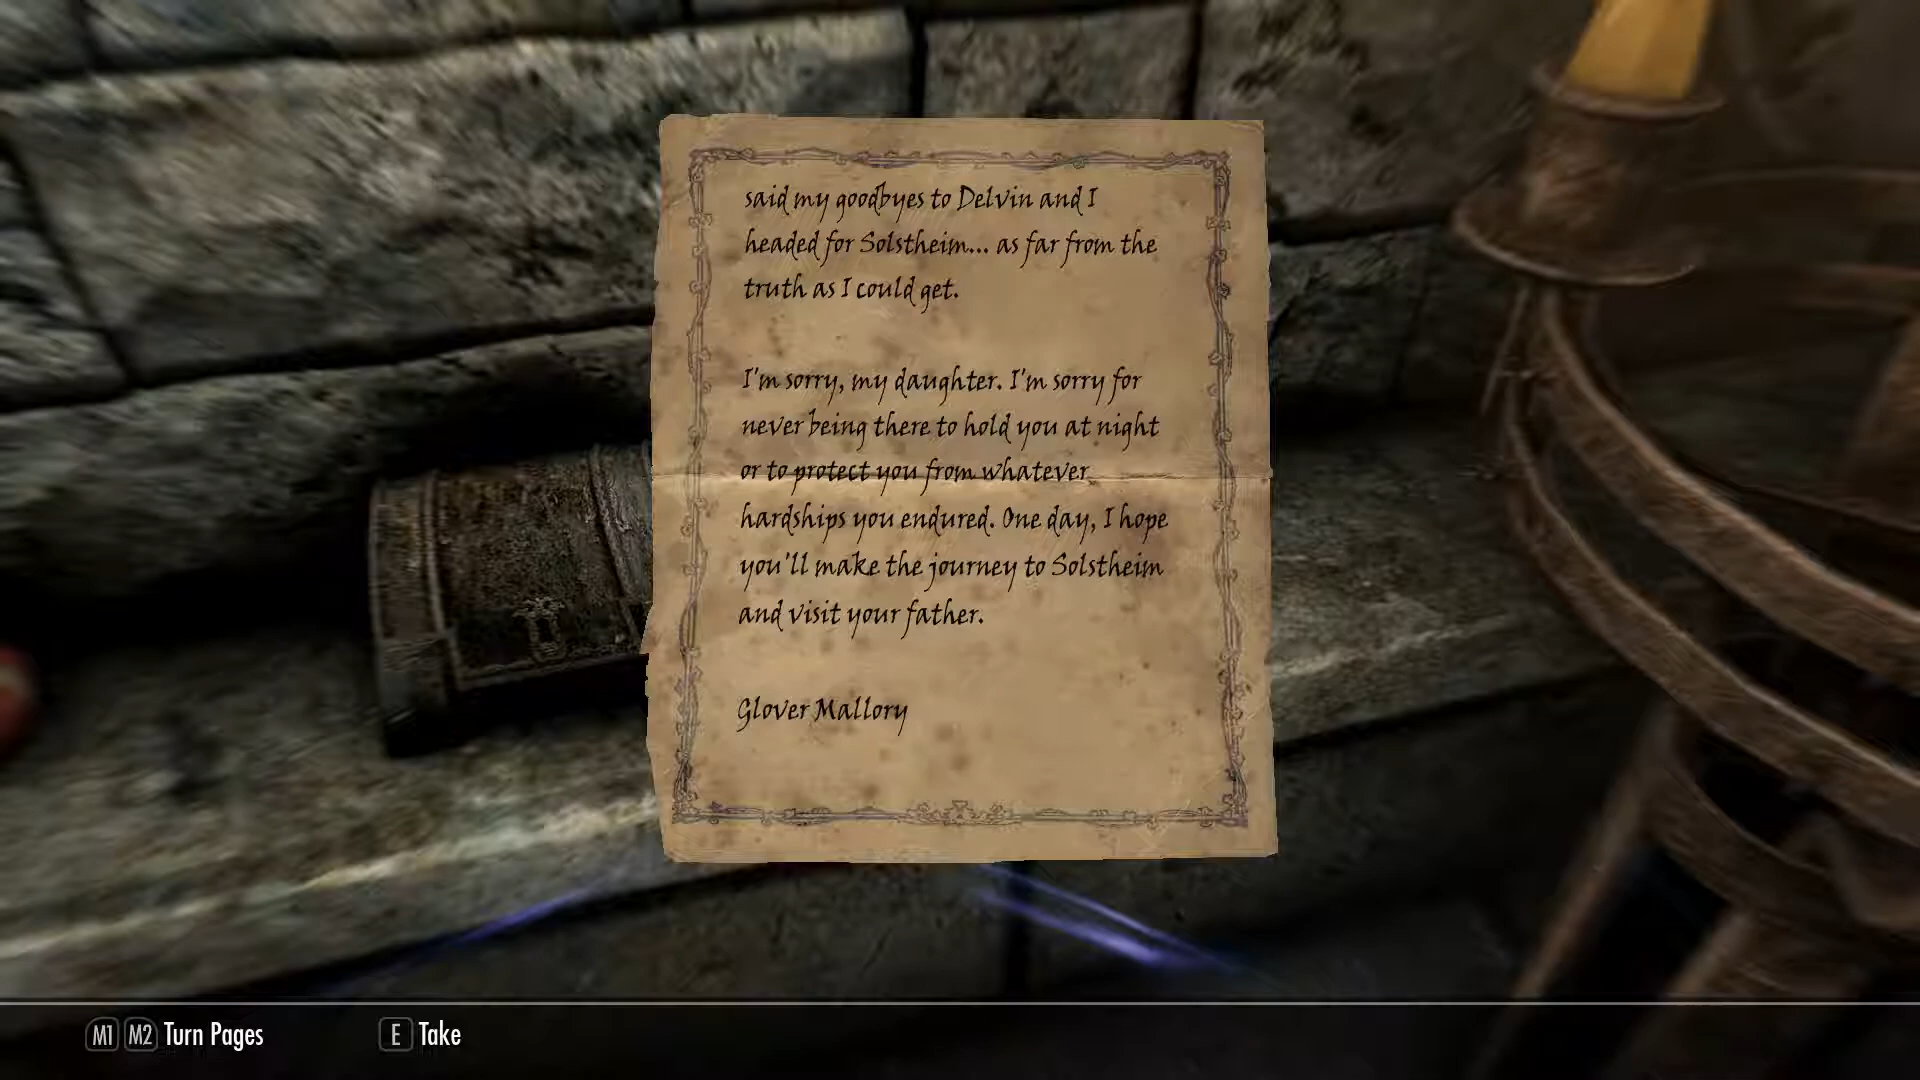 said my goodbyes to Delvin and I
headed for Solstheim... as far from the
truth as I could get.
I'm sorry, my daughter. I'm sorry for
never being there to hold you at night
or to protect you from whatever
hardships you endured. One day, I hope
you'll make the journey to Solstheim
and visit your father.
Glover Mallory
M1 M2 Turn Pages E Take